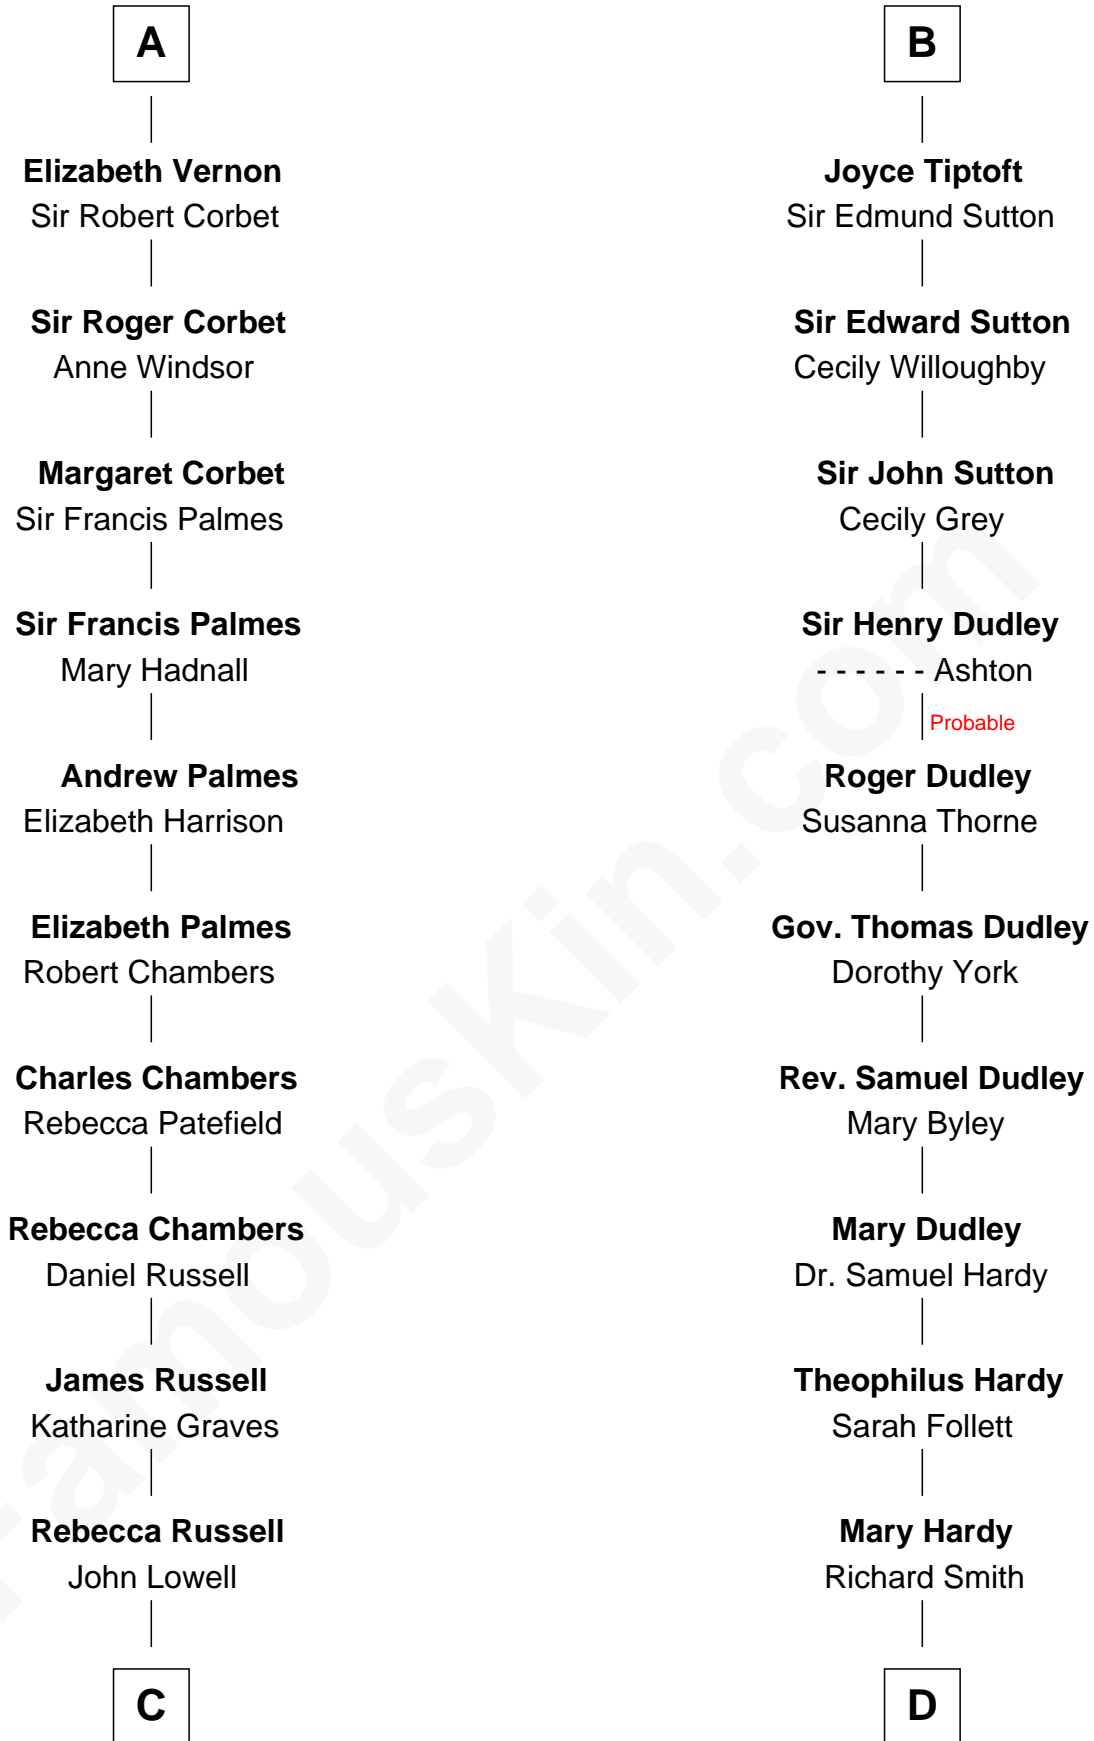 A
Elizabeth Vernon
Sir Robert Corbet
Sir Roger Corbet
Anne Windsor
Margaret Corbet
Sir Francis Palmes
Sir Francis Palmes
Mary Hadnall
Andrew Palmes
Elizabeth Harrison
Elizabeth Palmes
Robert Chambers
Charles Chambers
Rebecca Patefield
Rebecca Chambers
Daniel Russell
James Russell
Katharine Graves
Rebecca Russell
John Lowell
C
B
Joyce Tiptoft
Sir Edmund Sutton
Sir Edward Sutton
Cecily Willoughby
Sir John Sutton
Cecily Grey
Sir Henry Dudley
- - - - - - Ashton
Probable
Roger Dudley
Susanna Thorne
Gov. Thomas Dudley
Dorothy York
Rev. Samuel Dudley
Mary Byley
Mary Dudley
Dr. Samuel Hardy
Theophilus Hardy
Sarah Follett
Mary Hardy
Richard Smith
D
FamousKin.com